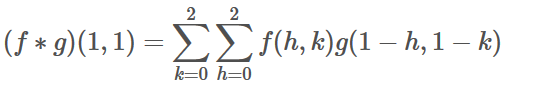 (f * g)(1, 1) = \sum_{k=0}^{2} \sum_{h=0}^{2} f(h, k)g(1 − h, 1 − k)